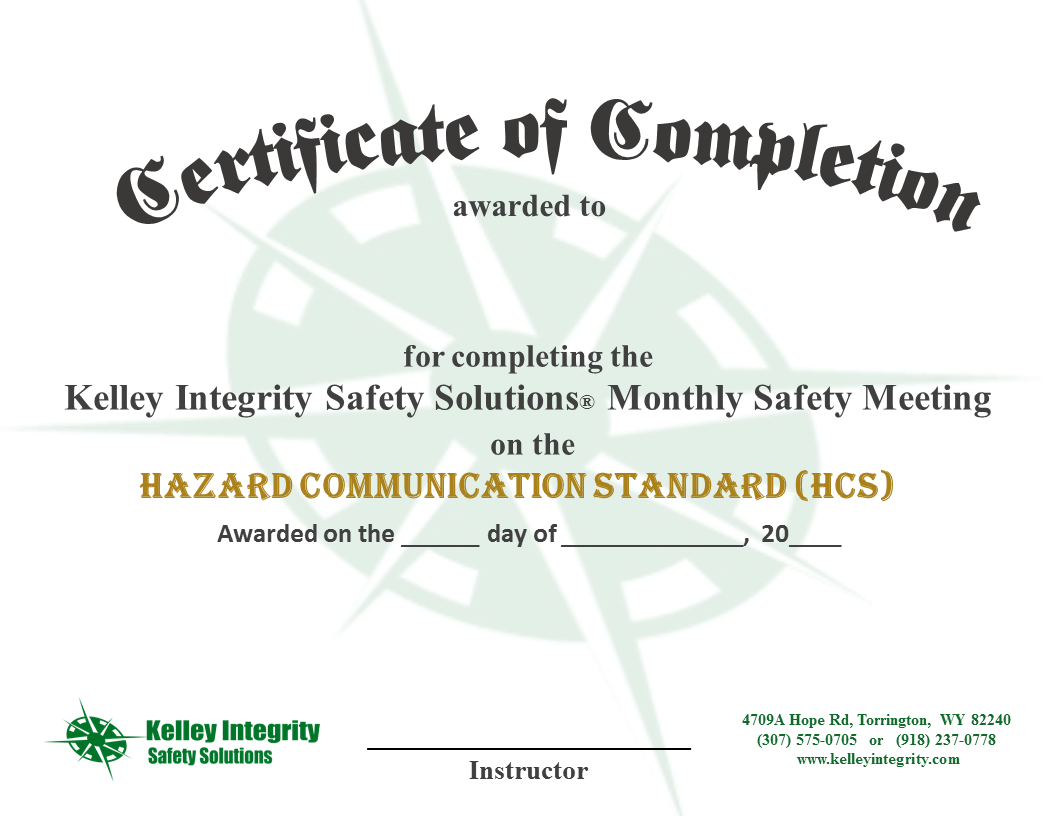 Certificate of Completion
awarded to
for completing the
Kelley Integrity Safety Solutions® Monthly Safety Meeting
on the
HAZARD COMMUNICATION STANDARD (HCS)
Awarded on the ______ day of ______________, 20____
Kelley Integrity
Safety Solutions
Instructor
4709A Hope Rd, Torrington, WY 82240
(307) 575-0705 or (918) 237-0778
www.kelleyintegrity.com